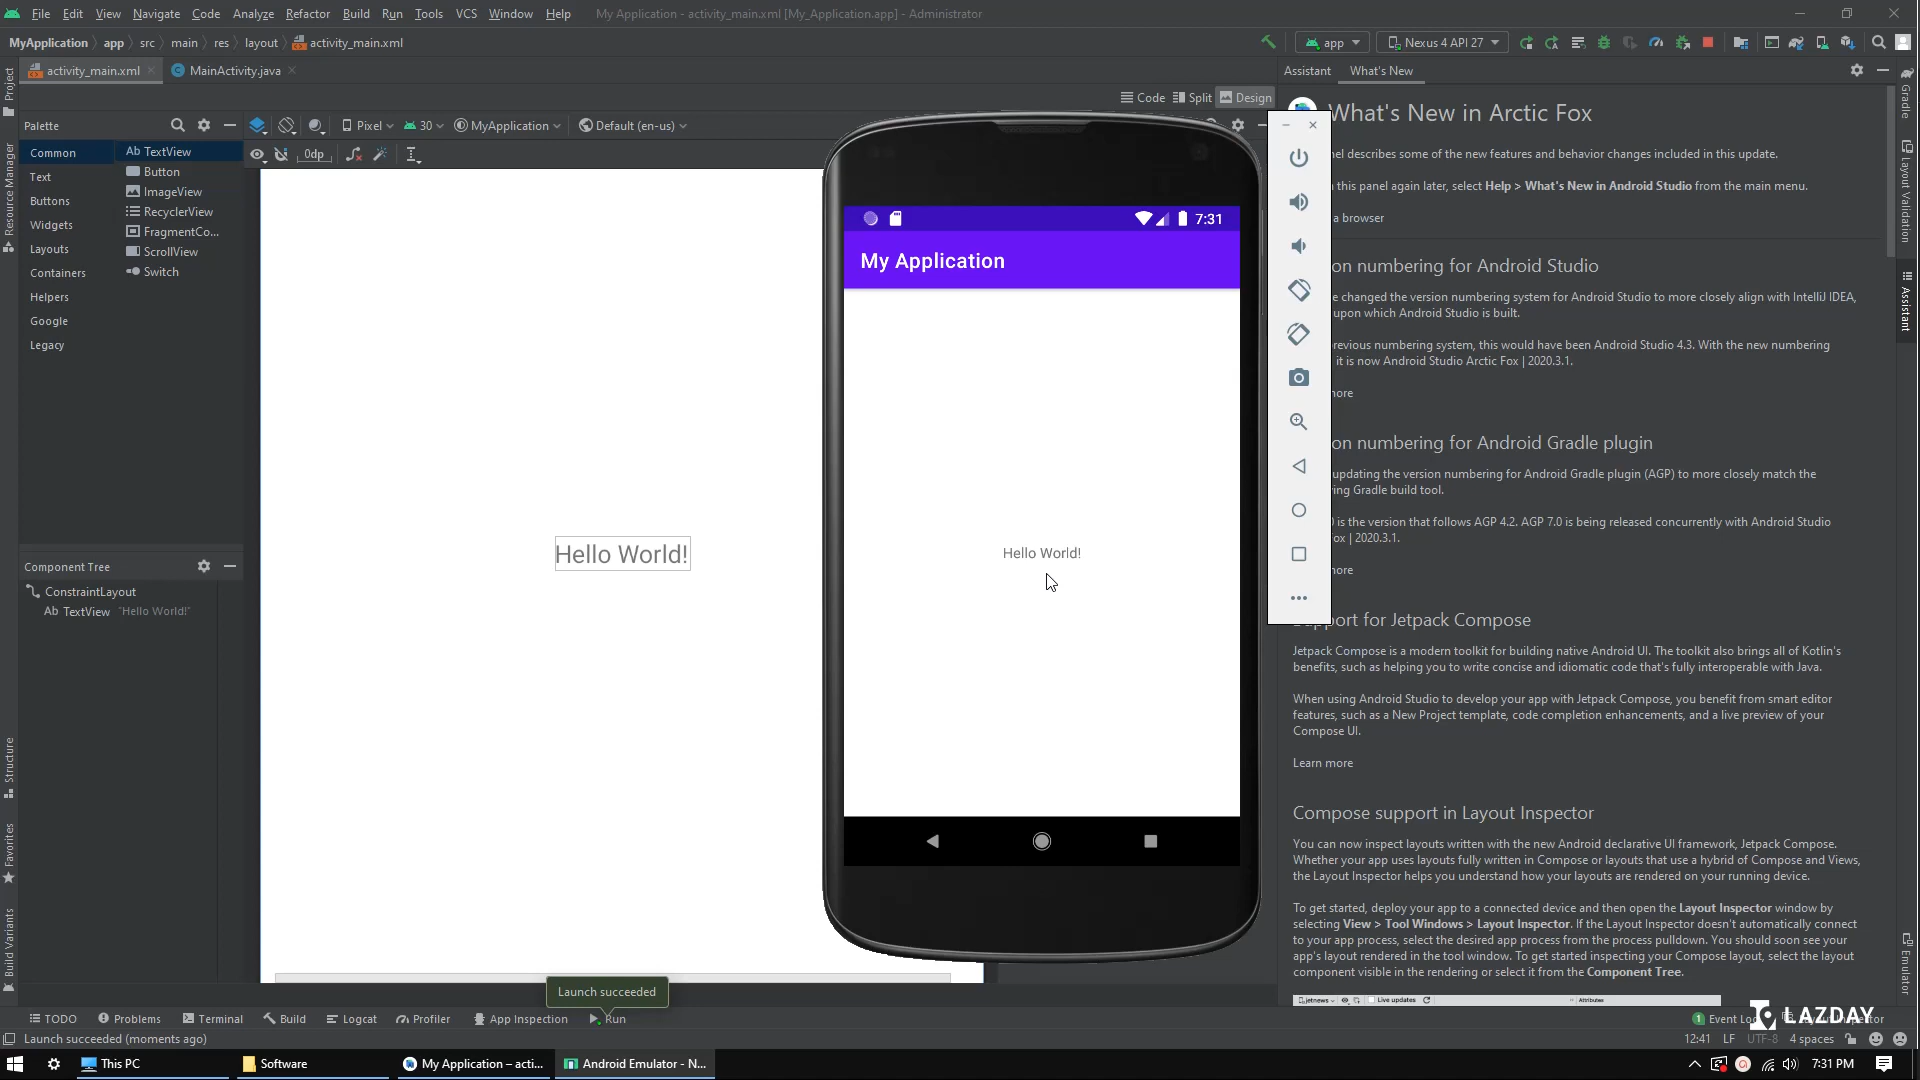 File Edit View Navigate Code Analyze Refactor Build Run Tools VCS Window Help My Application - activity_main.xml [My_Application.app] - Administrator
MyApplication app src main res layout activity_main.xml
app Nexus 4 API 27
activity_main.xml MainActivity.java
Assistant What's New
Code Split Design
Palette
Pixel 30 MyApplication Default (en-us)
0dp
Common
Text
Buttons
Widgets
Layouts
Containers
Helpers
Google
Legacy
Ab TextView
Button
ImageView
RecyclerView
FragmentCo...
ScrollView
Switch
Component Tree
ConstraintLayout
Ab TextView "Hello World!"
Hello World!
7:31
My Application
Hello World!
What's New in Arctic Fox
nel describes some of the new features and behavior changes included in this update.
this panel again later, select Help > What's New in Android Studio from the main menu.
a browser
on numbering for Android Studio
e changed the version numbering system for Android Studio to more closely align with IntelliJ IDEA,
upon which Android Studio is built.
revious numbering system, this would have been Android Studio 4.3. With the new numbering
it is now Android Studio Arctic Fox | 2020.3.1.
ore
on numbering for Android Gradle plugin
updating the version numbering for Android Gradle plugin (AGP) to more closely match the
ing Gradle build tool.
is the version that follows AGP 4.2. AGP 7.0 is being released concurrently with Android Studio
ox | 2020.3.1.
ore
Support for Jetpack Compose
Jetpack Compose is a modern toolkit for building native Android UI. The toolkit also brings all of Kotlin's
benefits, such as helping you to write concise and idiomatic code that's fully interoperable with Java.
When using Android Studio to develop your app with Jetpack Compose, you benefit from smart editor
features, such as a New Project template, code completion enhancements, and a live preview of your
Compose UI.
Learn more
Compose support in Layout Inspector
You can now inspect layouts written with the new Android declarative UI framework, Jetpack Compose.
Whether your app uses layouts fully written in Compose or layouts that use a hybrid of Compose and Views,
the Layout Inspector helps you understand how your layouts are rendered on your running device.
To get started, deploy your app to a connected device and then open the Layout Inspector window by
selecting View > Tool Windows > Layout Inspector. If the Layout Inspector doesn't automatically connect
to your app process, select the desired app process from the process pulldown. You should soon see your
app's layout rendered in the tool window. To get started inspecting your Compose layout, select the layout
component visible in the rendering or select it from the Component Tree.
jetnews Live updates Attributes
Project
Resource Manager
Structure
Favorites
Build Variants
Gradle
Layout Validation
Assistant
Emulator
Launch succeeded
TODO Problems Terminal Build Logcat Profiler App Inspection Run
1 Event Log
LAZDAY
Launch succeeded (moments ago)
12:41 LF UTF-8 4 spaces
This PC Software My Application – acti... Android Emulator - N...
7:31 PM